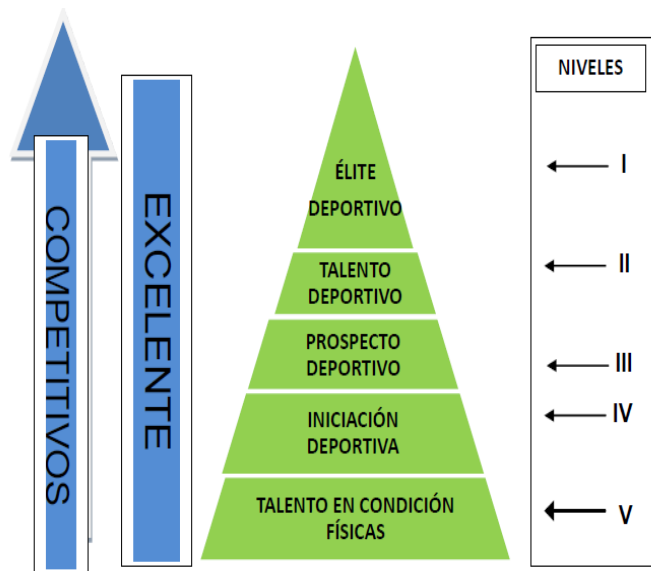 COMPETITIVOS
EXCELENTE
ÉLITE
DEPORTIVO
TALENTO
DEPORTIVO
PROSPECTO
DEPORTIVO
INICIACIÓN
DEPORTIVA
TALENTO EN CONDICIÓN
FÍSICAS
NIVELES
I
II
III
IV
V